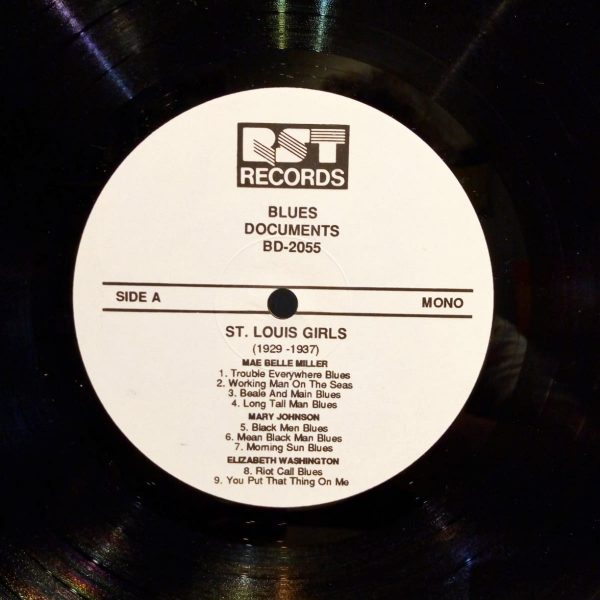 RST
RECORDS
BLUES
DOCUMENTS
BD-2055
SIDE A MONO
ST. LOUIS GIRLS
(1929 -1937)
MAE BELLE MILLER
1. Trouble Everywhere Blues
2. Working Man On The Seas
3. Beale And Main Blues
4. Long Tall Man Blues
MARY JOHNSON
5. Black Men Blues
6. Mean Black Man Blues
7. Morning Sun Blues
ELIZABETH WASHINGTON
8. Riot Call Blues
9. You Put That Thing On Me